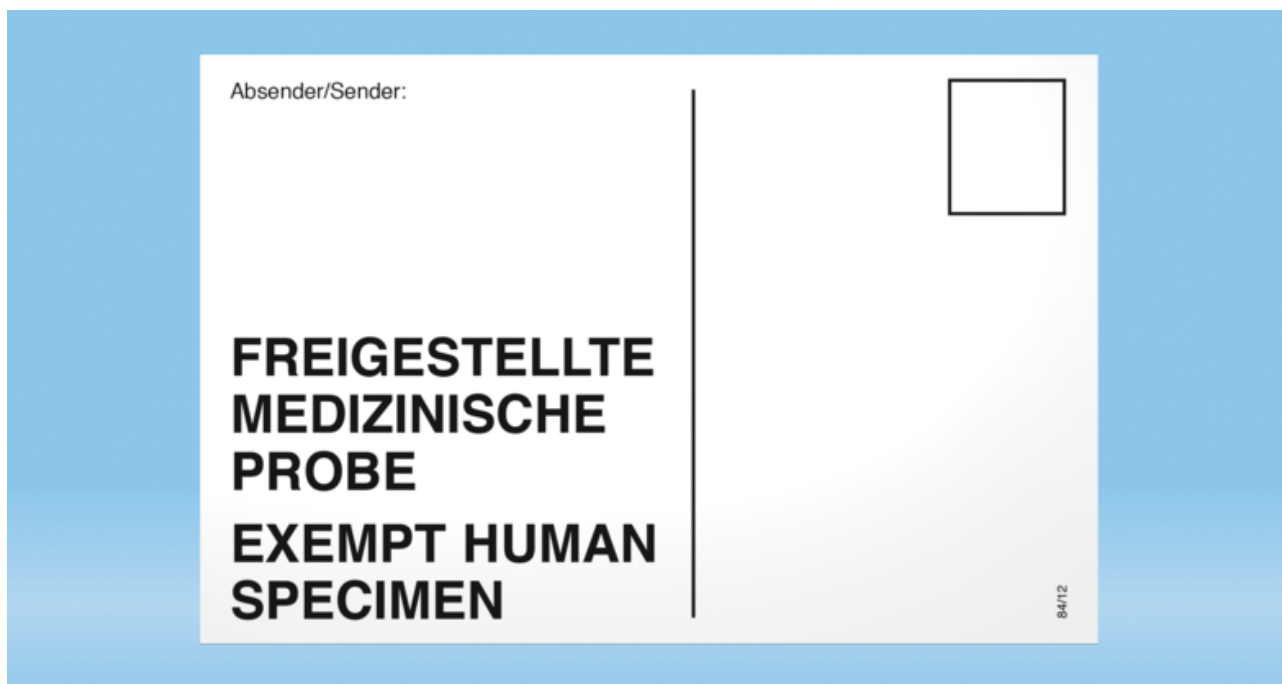 Absender/Sender:
FREIGESTELLTE
MEDIZINISCHE
PROBE
EXEMPT HUMAN
SPECIMEN
84/12